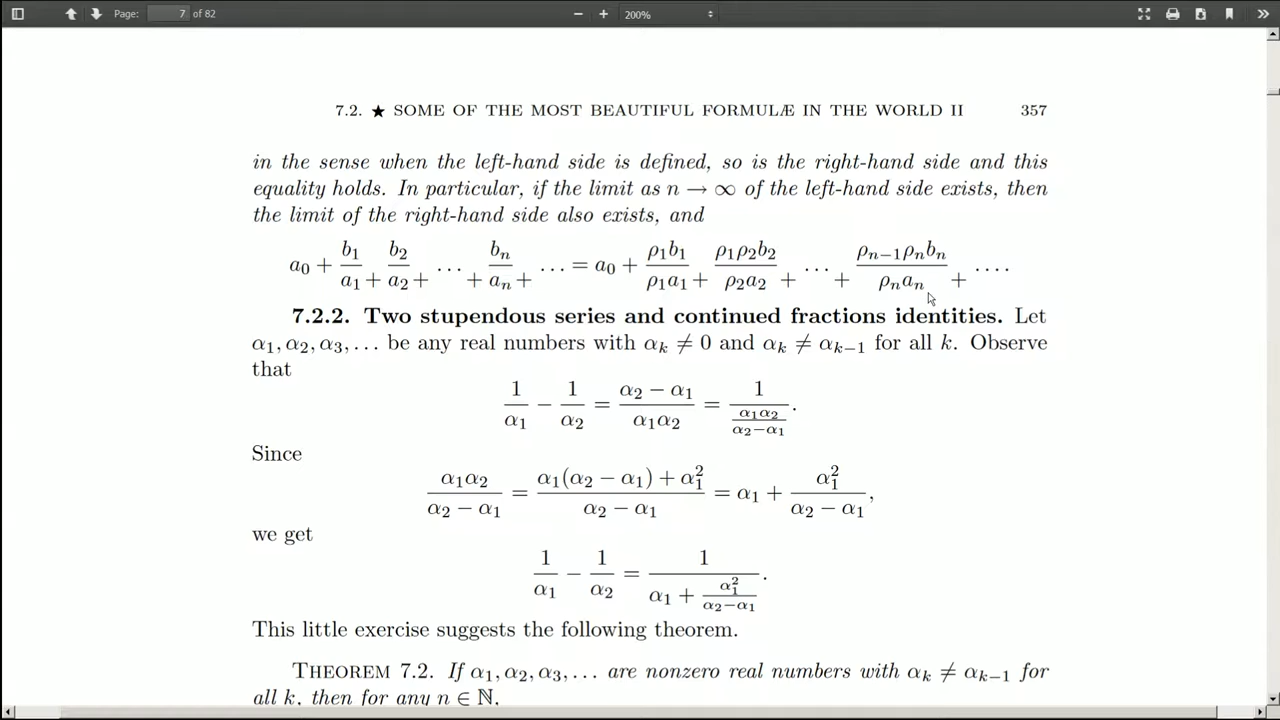 Page: 7 of 82 − + 200%
7.2. ★ SOME OF THE MOST BEAUTIFUL FORMULÆ IN THE WORLD II 357
in the sense when the left-hand side is defined, so is the right-hand side and this
equality holds. In particular, if the limit as n → ∞ of the left-hand side exists, then
the limit of the right-hand side also exists, and
a₀ + b₁/a₁ + b₂/a₂ + ... + bₙ/aₙ + ... = a₀ + ρ₁b₁/ρ₁a₁ + ρ₁ρ₂b₂/ρ₂a₂ + ... + ρₙ₋₁ρₙbₙ/ρₙaₙ + ....
7.2.2. Two stupendous series and continued fractions identities. Let
α₁, α₂, α₃, ... be any real numbers with αₖ ≠ 0 and αₖ ≠ αₖ₋₁ for all k. Observe
that
1/α₁ − 1/α₂ = (α₂ − α₁)/(α₁α₂) = 1/(α₁α₂/(α₂−α₁)).
Since
α₁α₂/(α₂ − α₁) = (α₁(α₂ − α₁) + α₁²)/(α₂ − α₁) = α₁ + α₁²/(α₂ − α₁),
we get
1/α₁ − 1/α₂ = 1/(α₁ + α₁²/(α₂−α₁)).
This little exercise suggests the following theorem.
THEOREM 7.2. If α₁, α₂, α₃, ... are nonzero real numbers with αₖ ≠ αₖ₋₁ for
all k, then for any n ∈ ℕ,